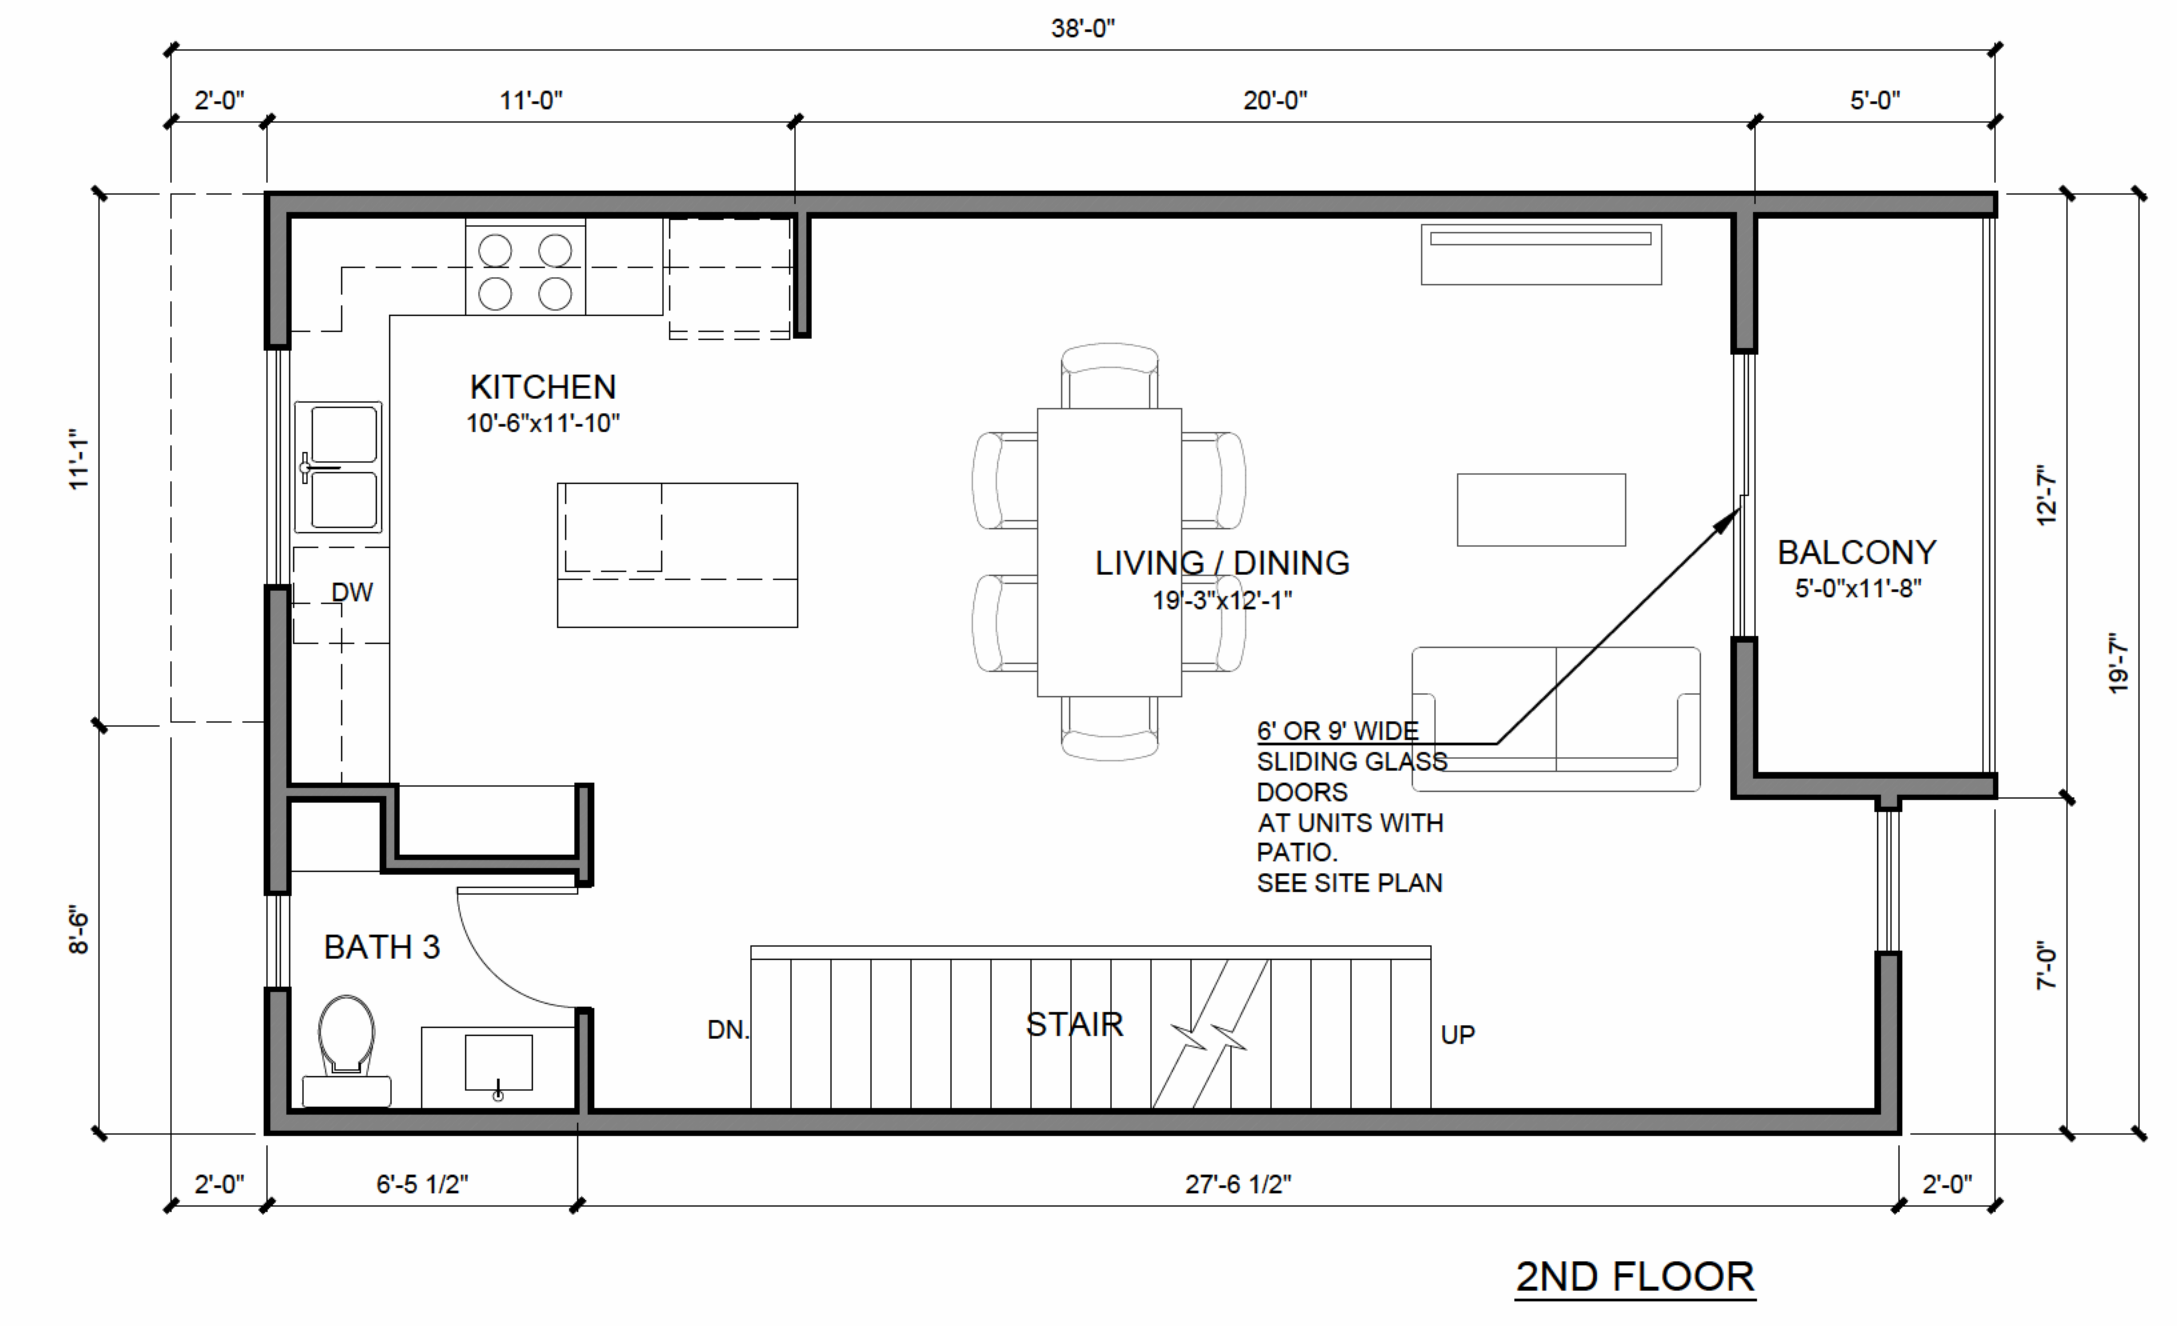 38'-0"
2'-0"
11'-0"
20'-0"
5'-0"
KITCHEN
10'-6"x11'-10"
11'-1"
12'-7"
LIVING / DINING
19'-3"x12'-1"
BALCONY
5'-0"x11'-8"
DW
19'-7"
6' OR 9' WIDE
SLIDING GLASS
DOORS
AT UNITS WITH
PATIO.
SEE SITE PLAN
8'-6"
BATH 3
7'-0"
DN.
STAIR
UP
2'-0"
6'-5 1/2"
27'-6 1/2"
2'-0"
2ND FLOOR